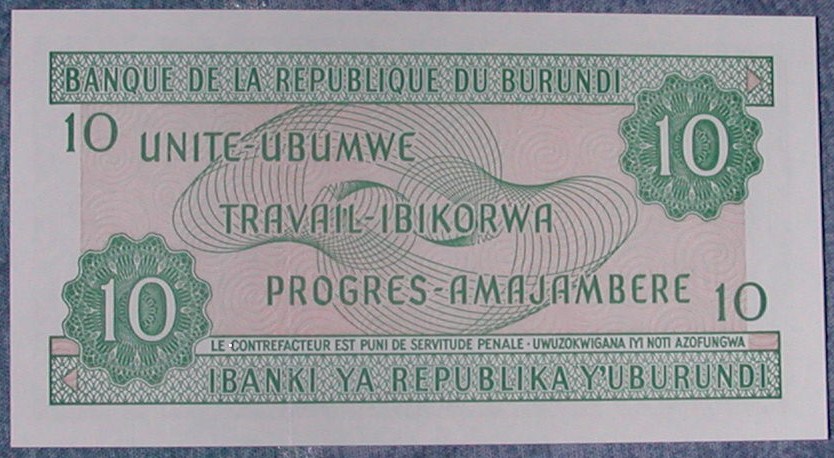 BANQUE DE LA REPUBLIQUE DU BURUNDI
10
10
UNITE-UBUMWE
TRAVAIL-IBIKORWA
PROGRES-AMAJAMBERE
10
10
LE CONTREFACTEUR EST PUNI DE SERVITUDE PENALE · UWUZOKWIGANA IYI NOTI AZOFUNGWA
IBANKI YA REPUBLIKA Y'UBURUNDI